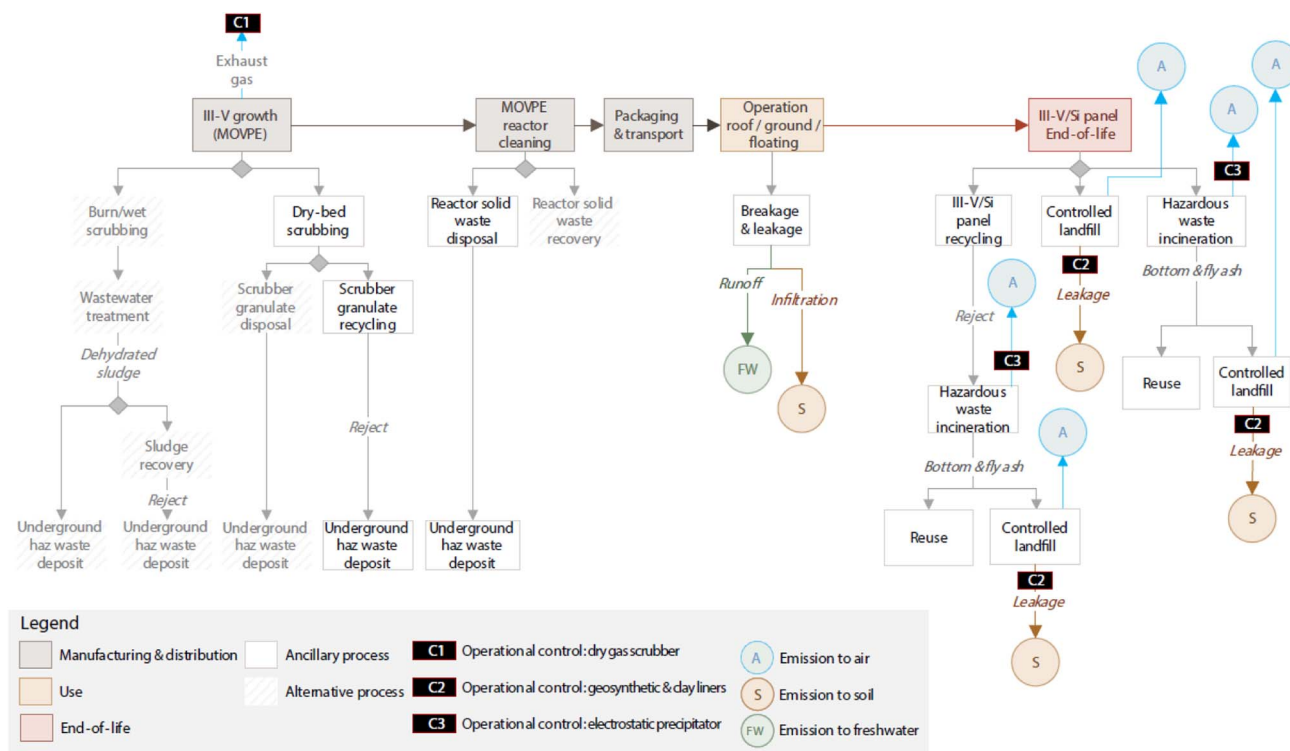 C1
Exhaust
gas
III-V growth
(MOVPE)
MOVPE
reactor
cleaning
Packaging
& transport
Operation
roof / ground /
floating
III-V/Si panel
End-of-life
A
A
A
C3
Burn/wet
scrubbing
Dry-bed
scrubbing
Reactor solid
waste
disposal
Reactor solid
waste
recovery
Breakage
& leakage
III-V/Si
panel
recycling
Controlled
landfill
Hazardous
waste
incineration
C2
Leakage
Bottom & fly ash
Wastewater
treatment
Scrubber
granulate
disposal
Scrubber
granulate
recycling
Runoff
Infiltration
A
Reject
C3
S
Reuse
Controlled
landfill
C2
Leakage
S
Dehydrated
sludge
FW
S
Hazardous
waste
incineration
A
Reject
Sludge
recovery
Reject
Bottom & fly ash
Underground
haz waste
deposit
Underground
haz waste
deposit
Underground
haz waste
deposit
Underground
haz waste
deposit
Underground
haz waste
deposit
Reuse
Controlled
landfill
C2
Leakage
S
Legend
Manufacturing & distribution
Use
End-of-life
Ancillary process
Alternative process
C1 Operational control: dry gas scrubber
C2 Operational control: geosynthetic & clay liners
C3 Operational control: electrostatic precipitator
A Emission to air
S Emission to soil
FW Emission to freshwater